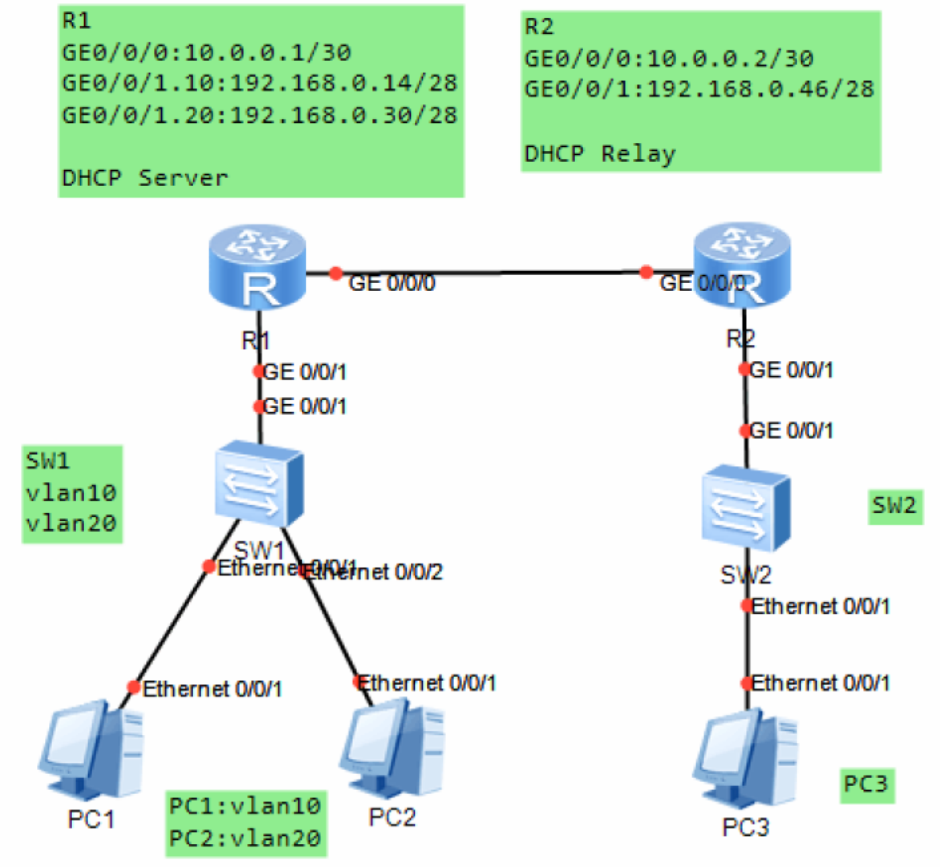 R1
GE0/0/0:10.0.0.1/30
GE0/0/1.10:192.168.0.14/28
GE0/0/1.20:192.168.0.30/28
DHCP Server
R2
GE0/0/0:10.0.0.2/30
GE0/0/1:192.168.0.46/28
DHCP Relay
R
GE 0/0/0
GE 0/0/0
R
R1
R2
GE 0/0/1
GE 0/0/1
GE 0/0/1
GE 0/0/1
SW1
vlan10
vlan20
SW2
SW1
Ethernet 0/0/1
Ethernet 0/0/2
SW2
Ethernet 0/0/1
Ethernet 0/0/1
Ethernet 0/0/1
Ethernet 0/0/1
PC1
PC1:vlan10
PC2:vlan20
PC2
PC3
PC3